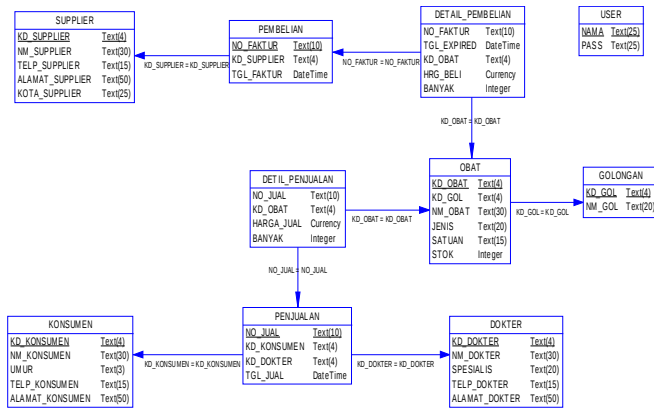 SUPPLIER
KD_SUPPLIER Text(4)
NM_SUPPLIER Text(30)
TELP_SUPPLIER Text(15)
ALAMAT_SUPPLIER Text(50)
KOTA_SUPPLIER Text(25)
KD_SUPPLIER = KD_SUPPLIER
PEMBELIAN
NO_FAKTUR Text(10)
KD_SUPPLIER Text(4)
TGL_FAKTUR DateTime
NO_FAKTUR = NO_FAKTUR
DETAIL_PEMBELIAN
NO_FAKTUR Text(10)
TGL_EXPIRED DateTime
KD_OBAT Text(4)
HRG_BELI Currency
BANYAK Integer
USER
NAMA Text(25)
PASS Text(25)
KD_OBAT = KD_OBAT
DETIL_PENJUALAN
NO_JUAL Text(10)
KD_OBAT Text(4)
HARGA_JUAL Currency
BANYAK Integer
KD_OBAT = KD_OBAT
OBAT
KD_OBAT Text(4)
KD_GOL Text(4)
NM_OBAT Text(30)
JENIS Text(20)
SATUAN Text(15)
STOK Integer
KD_GOL = KD_GOL
GOLONGAN
KD_GOL Text(4)
NM_GOL Text(20)
NO_JUAL = NO_JUAL
KONSUMEN
KD_KONSUMEN Text(4)
NM_KONSUMEN Text(30)
UMUR Text(3)
TELP_KONSUMEN Text(15)
ALAMAT_KONSUMEN Text(50)
KD_KONSUMEN = KD_KONSUMEN
PENJUALAN
NO_JUAL Text(10)
KD_KONSUMEN Text(4)
KD_DOKTER Text(4)
TGL_JUAL DateTime
KD_DOKTER = KD_DOKTER
DOKTER
KD_DOKTER Text(4)
NM_DOKTER Text(30)
SPESIALIS Text(20)
TELP_DOKTER Text(15)
ALAMAT_DOKTER Text(50)